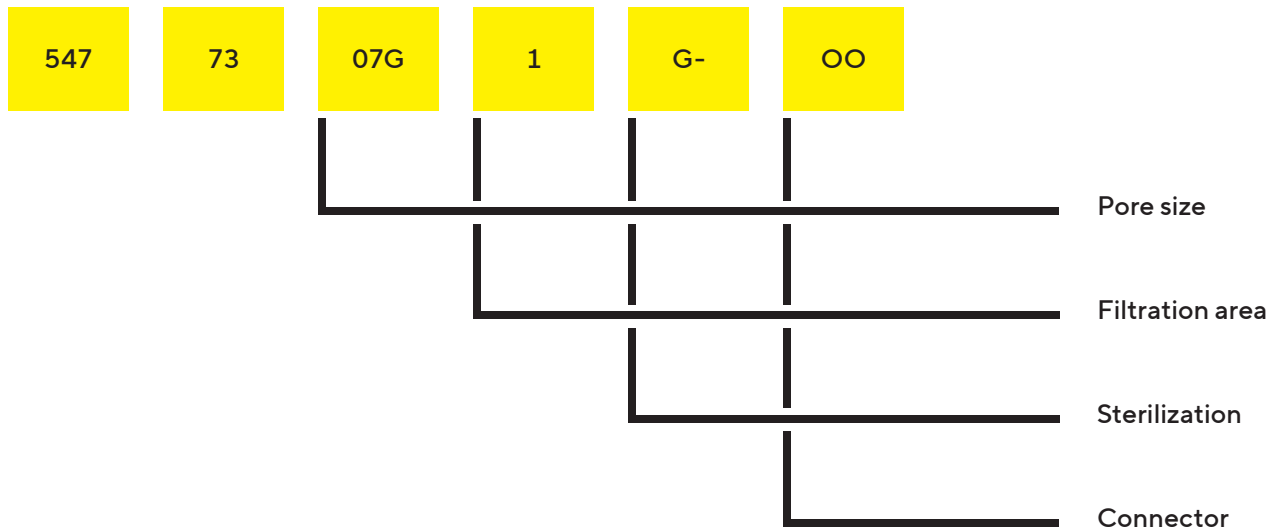 547 73 07G 1 G- OO
Pore size
Filtration area
Sterilization
Connector